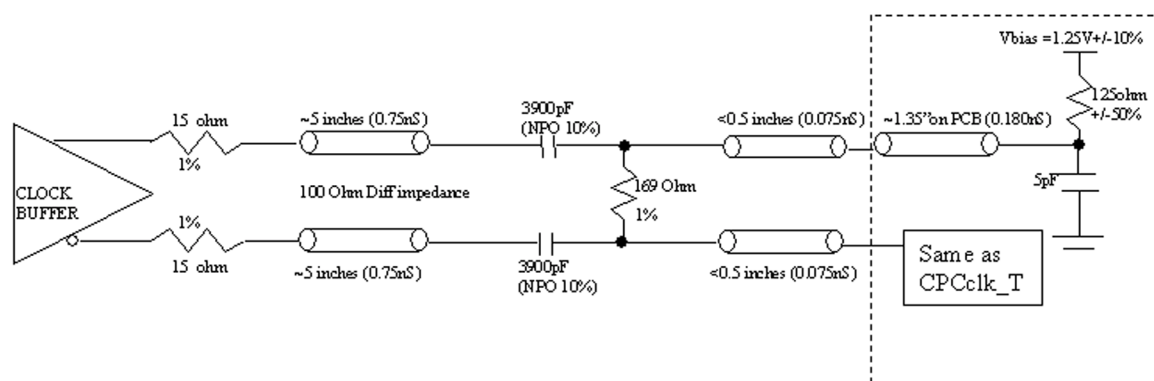 Vbias =1.25V+/-10%
125ohm
+/-50%
3900pF
(NPO 10%)
15 ohm
~5 inches (0.75nS)
<0.5 inches (0.075nS)
~1.35"on PCB (0.180nS)
1%
5pF
169 Ohm
1%
CLOCK
BUFFER
100 Ohm Diff impedance
1%
15 ohm
~5 inches (0.75nS)
3900pF
(NPO 10%)
<0.5 inches (0.075nS)
Same as
CPCclk_T